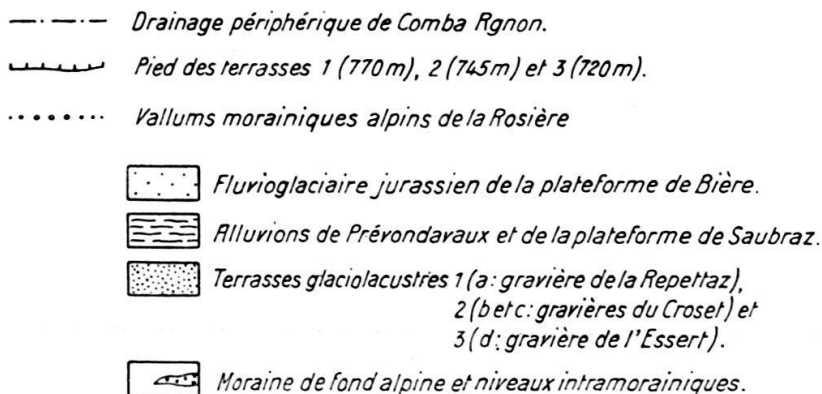 Drainage périphérique de Comba Rgnon.
Pied des terrasses 1 (770m), 2 (745m) et 3 (720m).
Vallums morainiques alpins de la Rosière
Fluvioglaciaire jurassien de la plateforme de Bière.
Alluvions de Prévondavaux et de la plateforme de Saubraz.
Terrasses glaciolacustres 1 (a: gravière de la Repettaz),
2 (b et c: gravières du Croset) et
3 (d: gravière de l'Essert).
Moraine de fond alpine et niveaux intramorainiques.